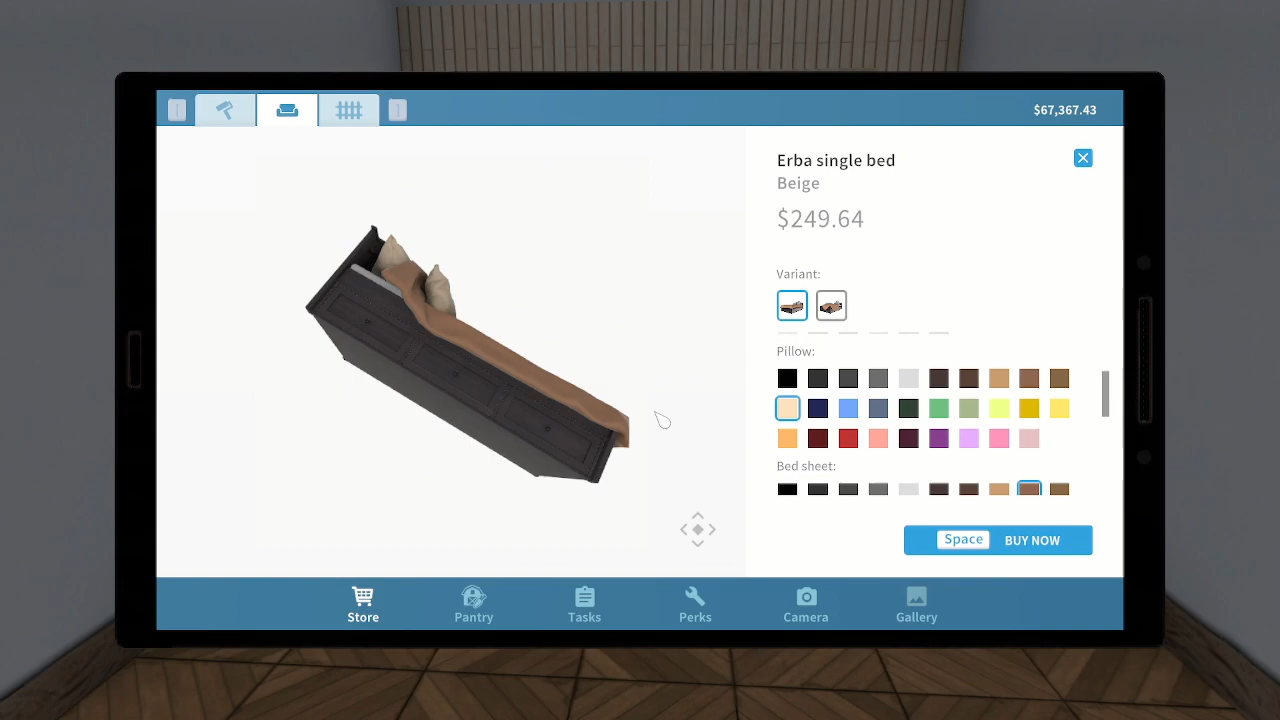 $67,367.43
Erba single bed
Beige
$249.64
Variant:
Pillow:
Bed sheet:
Space BUY NOW
Store
Pantry
Tasks
Perks
Camera
Gallery